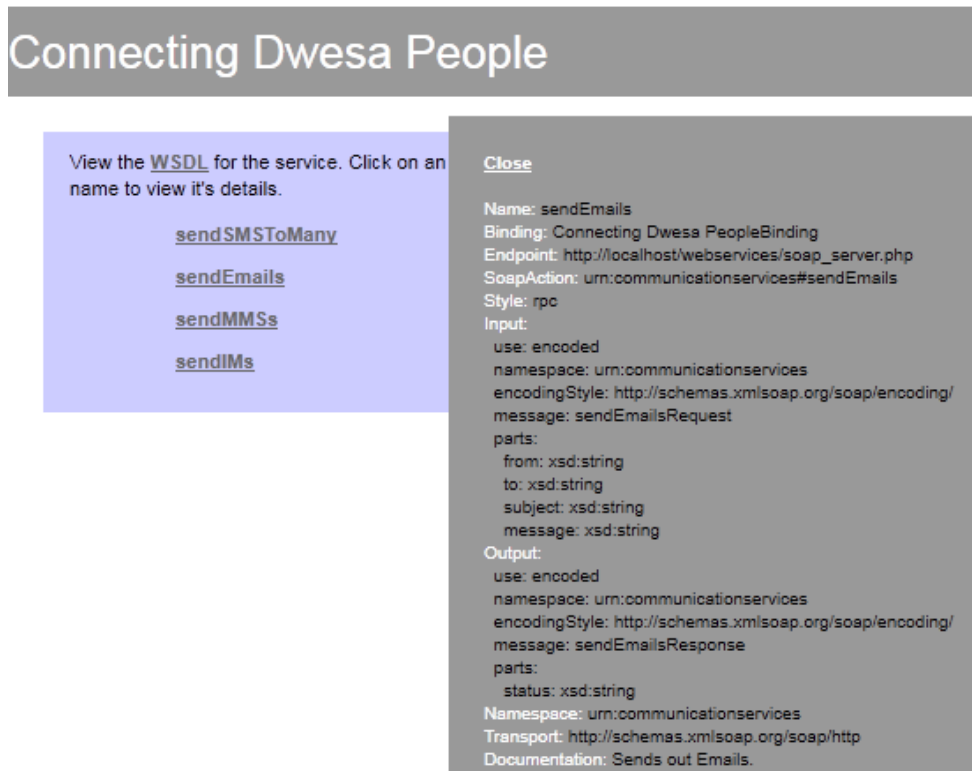 Connecting Dwesa People
View the WSDL for the service. Click on an
name to view it's details.
sendSMSToMany
sendEmails
sendMMSs
sendIMs
Close
Name: sendEmails
Binding: Connecting Dwesa PeopleBinding
Endpoint: http://localhost/webservices/soap_server.php
SoapAction: urn:communicationservices#sendEmails
Style: rpc
Input:
use: encoded
namespace: urn:communicationservices
encodingStyle: http://schemas.xmlsoap.org/soap/encoding/
message: sendEmailsRequest
parts:
from: xsd:string
to: xsd:string
subject: xsd:string
message: xsd:string
Output:
use: encoded
namespace: urn:communicationservices
encodingStyle: http://schemas.xmlsoap.org/soap/encoding/
message: sendEmailsResponse
parts:
status: xsd:string
Namespace: urn:communicationservices
Transport: http://schemas.xmlsoap.org/soap/http
Documentation: Sends out Emails.